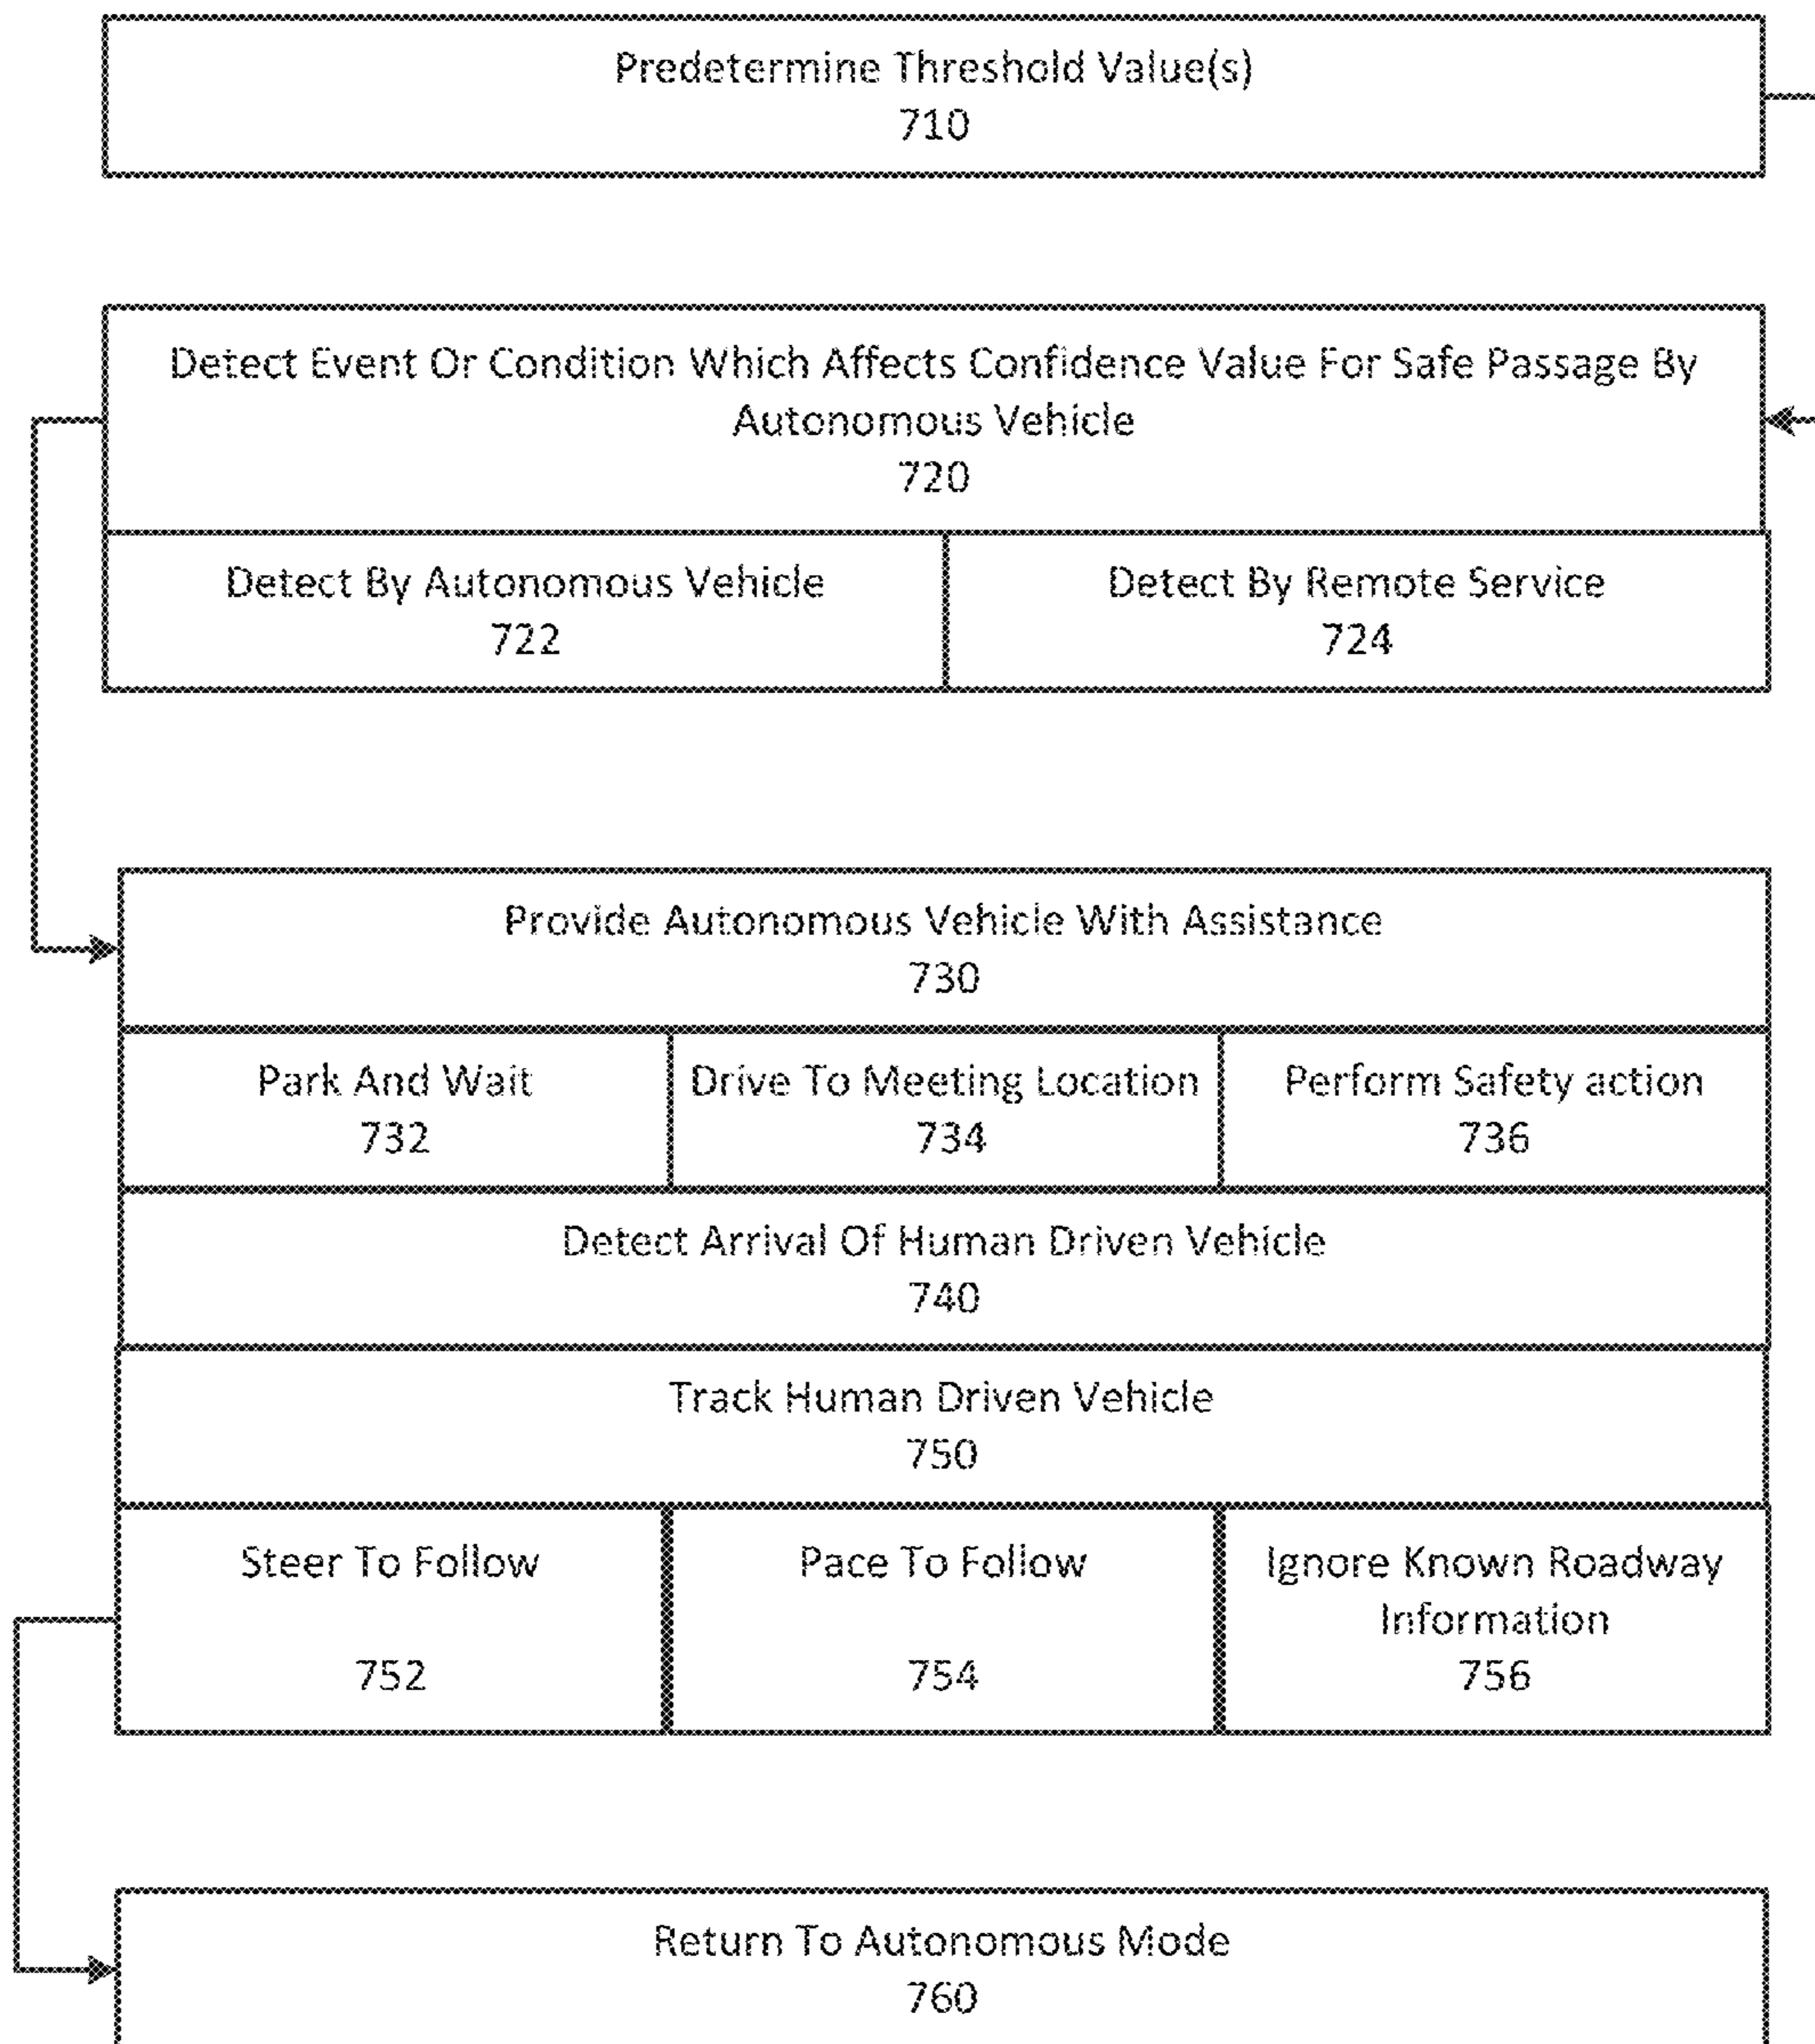 Predetermine Threshold Value(s)
710
Detect Event Or Condition Which Affects Confidence Value For Safe Passage By
Autonomous Vehicle
720
Detect By Autonomous Vehicle
722
Detect By Remote Service
724
Provide Autonomous Vehicle With Assistance
730
Park And Wait
732
Drive To Meeting Location
734
Perform Safety action
736
Detect Arrival Of Human Driven Vehicle
740
Track Human Driven Vehicle
750
Steer To Follow
752
Pace To Follow
754
Ignore Known Roadway
Information
756
Return To Autonomous Mode
760